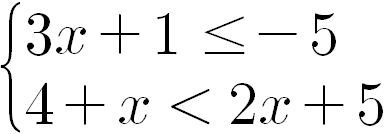 3x + 1 ≤ − 5
4 + x < 2x + 5